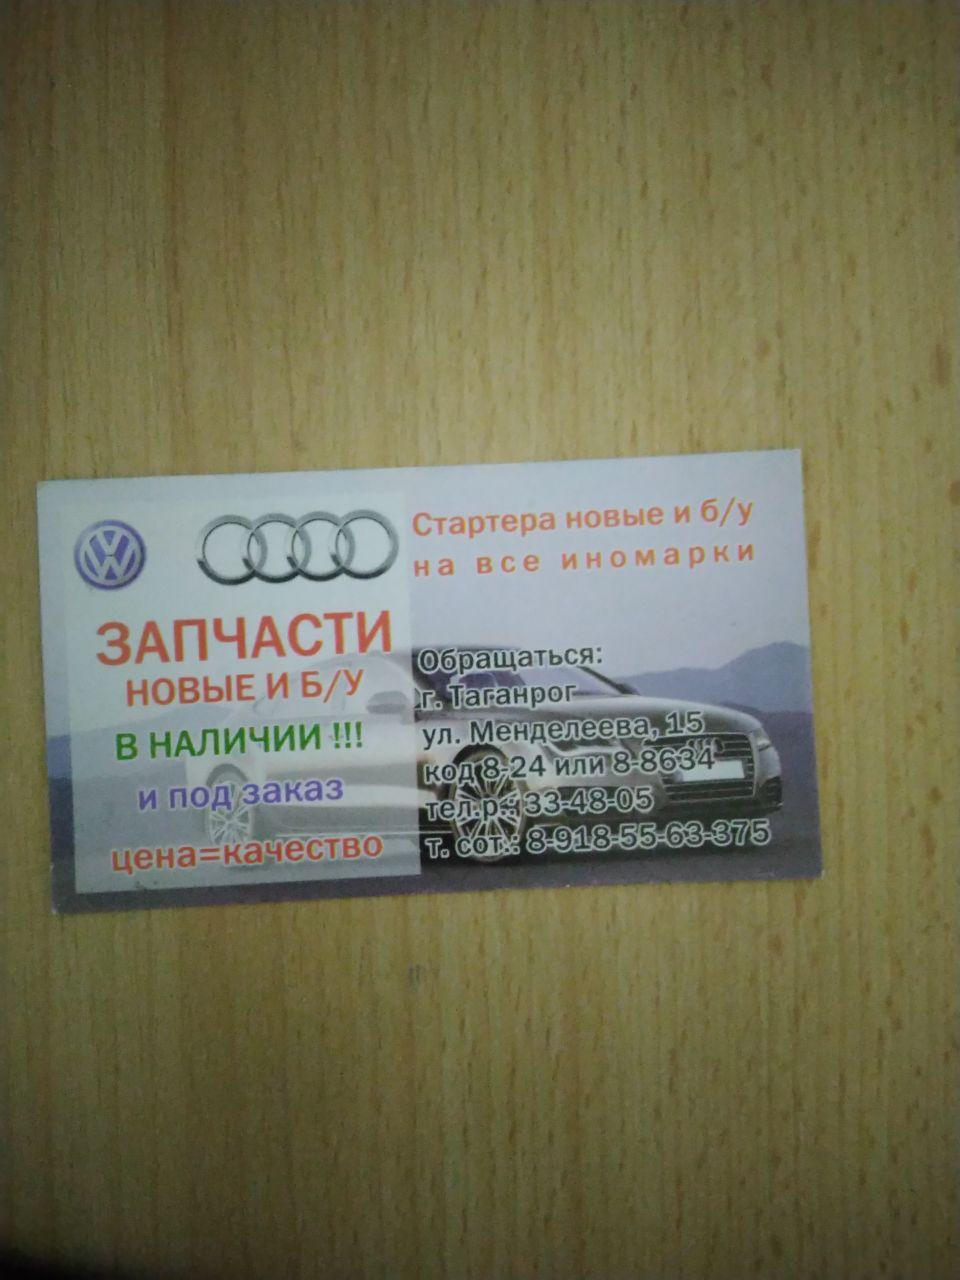 ЗАПЧАСТИ
НОВЫЕ И Б/У
В НАЛИЧИИ !!!
и под заказ
цена=качество
Стартера новые и б/у
на все иномарки
Обращаться:
г. Таганрог
ул. Менделеева, 15
код 8-24 или 8-8634
тел.р.: 33-48-05
т. сот.: 8-918-55-63-375